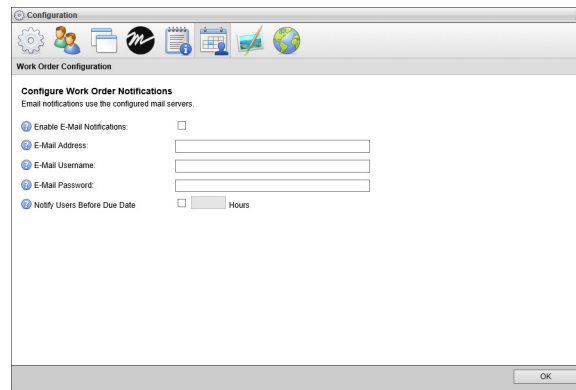 Configuration
Work Order Configuration
Configure Work Order Notifications
Email notifications use the configured mail servers.
? Enable E-Mail Notifications:
? E-Mail Address:
? E-Mail Username:
? E-Mail Password:
? Notify Users Before Due Date Hours
OK